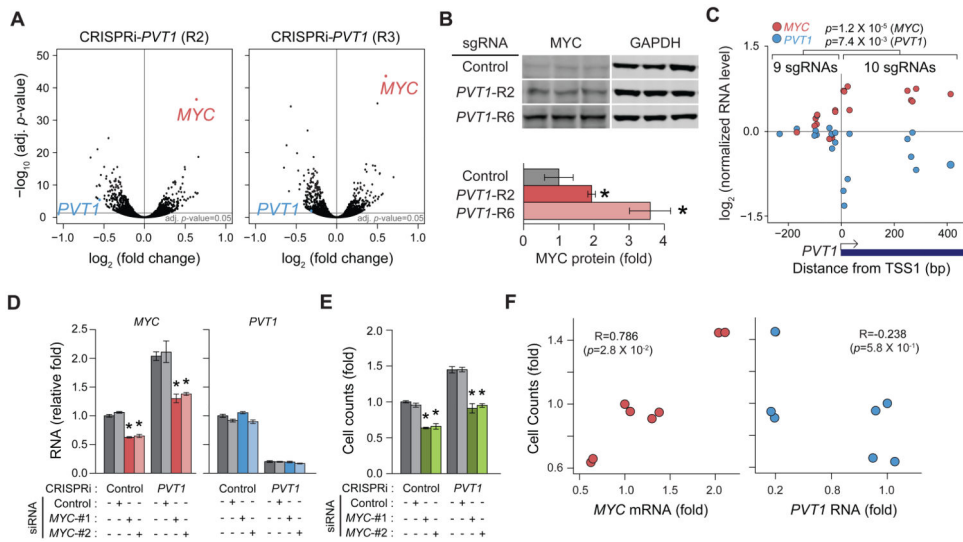 A
CRISPRi-PVT1 (R2)
CRISPRi-PVT1 (R3)
−log10 (adj. p-value)
50
40
30
20
10
0
MYC
MYC
PVT1
PVT1
adj. p-value=0.05
adj. p-value=0.05
−1.0 −0.5 0.0 0.5 1.0
−1.0 −0.5 0.0 0.5 1.0
log2 (fold change)
log2 (fold change)
B
sgRNA MYC GAPDH
Control
PVT1-R2
PVT1-R6
Control
PVT1-R2 *
PVT1-R6 *
0 1 2 3 4
MYC protein (fold)
C
MYC p=1.2 X 10-5 (MYC)
PVT1 p=7.4 X 10-3 (PVT1)
9 sgRNAs 10 sgRNAs
log2 (normalized RNA level)
1.5
0.0
−1.5
−200 0 200 400
PVT1
Distance from TSS1 (bp)
D
MYC PVT1
RNA (relative fold)
2.5
2.0
1.5
1.0
0.5
0
* * * *
CRISPRi : Control PVT1 Control PVT1
siRNA
Control : - + - - - + - - - + - - - + - -
MYC-#1 : - - + - - - + - - - + - - - + -
MYC-#2 : - - - + - - - + - - - + - - - +
E
Cell counts (fold)
2.0
1.5
1.0
0.5
0
* * * *
CRISPRi : Control PVT1
siRNA
Control : - + - - - + - -
MYC-#1 : - - + - - - + -
MYC-#2 : - - - + - - - +
F
Cell Counts (fold)
1.4
1.0
0.6
R=0.786
(p=2.8 X 10-2)
R=-0.238
(p=5.8 X 10-1)
0.5 1.0 1.5 2.0
0.2 1.0
MYC mRNA (fold)
PVT1 RNA (fold)